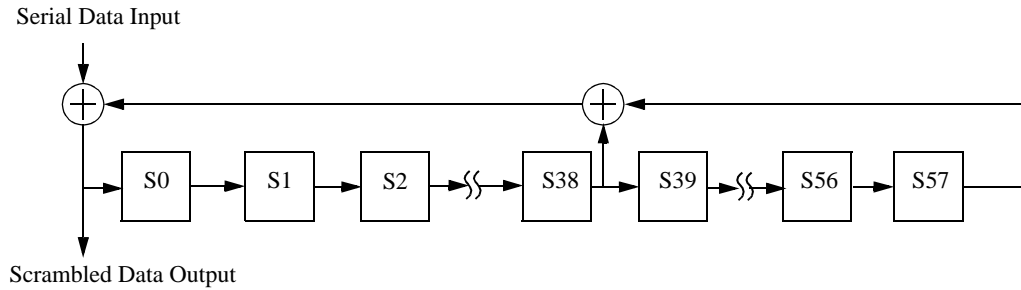 Serial Data Input
S0
S1
S2
S38
S39
S56
S57
Scrambled Data Output